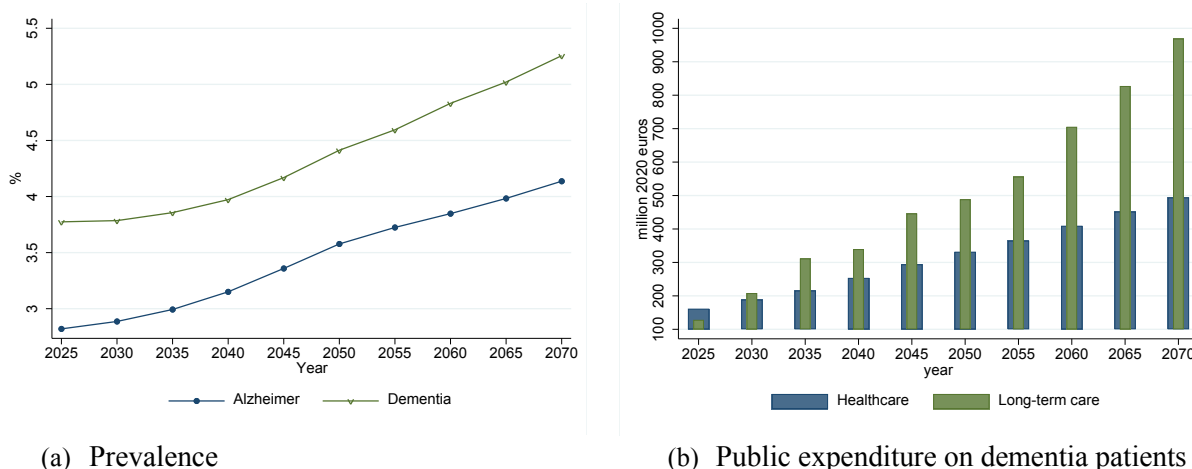 5.5
5
4.5
4
3.5
3
%
2025 2030 2035 2040 2045 2050 2055 2060 2065 2070
Year
Alzheimer Dementia
(a) Prevalence
1000
900
800
700
600
500
400
300
200
100
million 2020 euros
2025 2030 2035 2040 2045 2050 2055 2060 2065 2070
year
Healthcare Long-term care
(b) Public expenditure on dementia patients